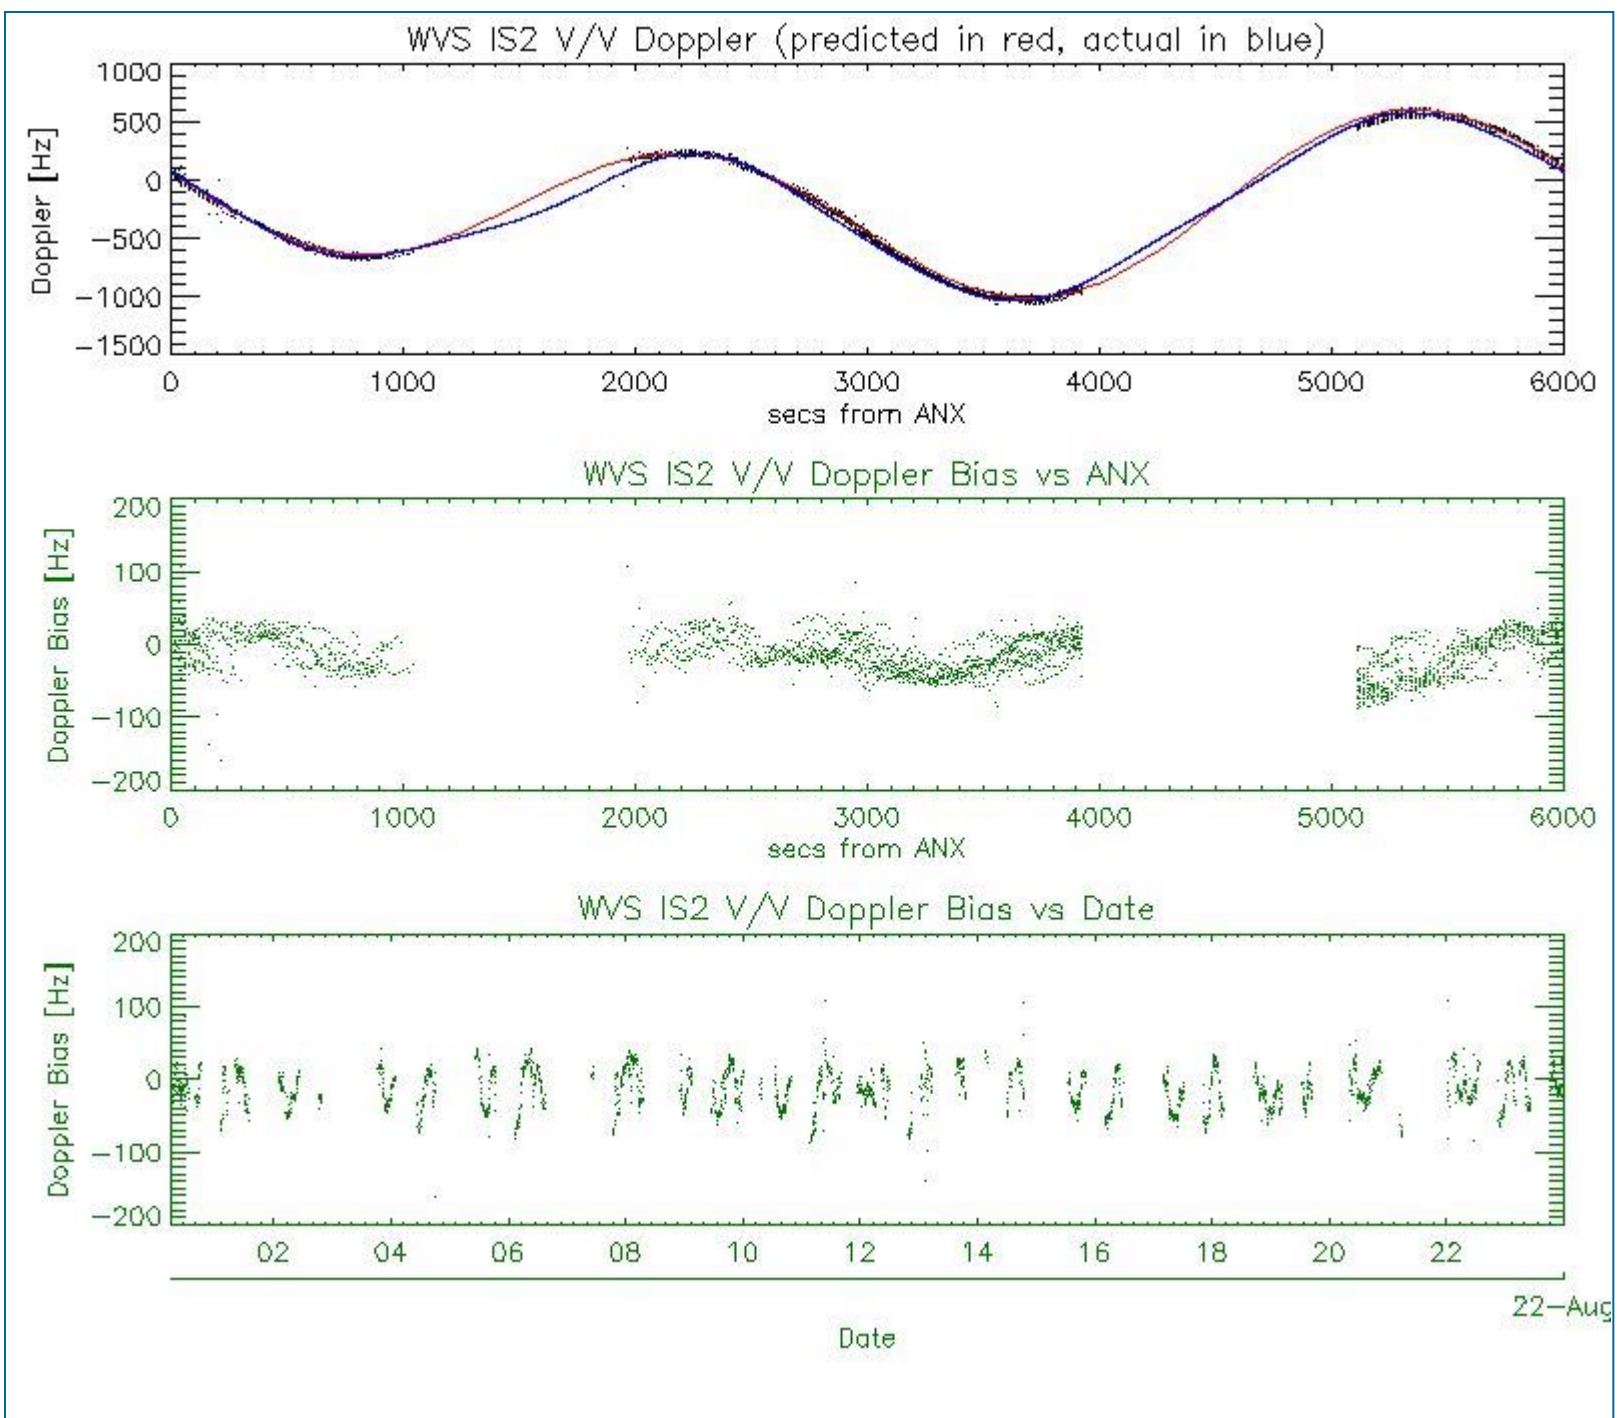 WVS IS2 V/V Doppler (predicted in red, actual in blue)
1000
500
0
−500
−1000
−1500
Doppler [Hz]
0 1000 2000 3000 4000 5000 6000
secs from ANX
WVS IS2 V/V Doppler Bias vs ANX
200
100
0
−100
−200
Doppler Bias [Hz]
0 1000 2000 3000 4000 5000 6000
secs from ANX
WVS IS2 V/V Doppler Bias vs Date
200
100
0
−100
−200
Doppler Bias [Hz]
02 04 06 08 10 12 14 16 18 20 22
22−Aug
Date